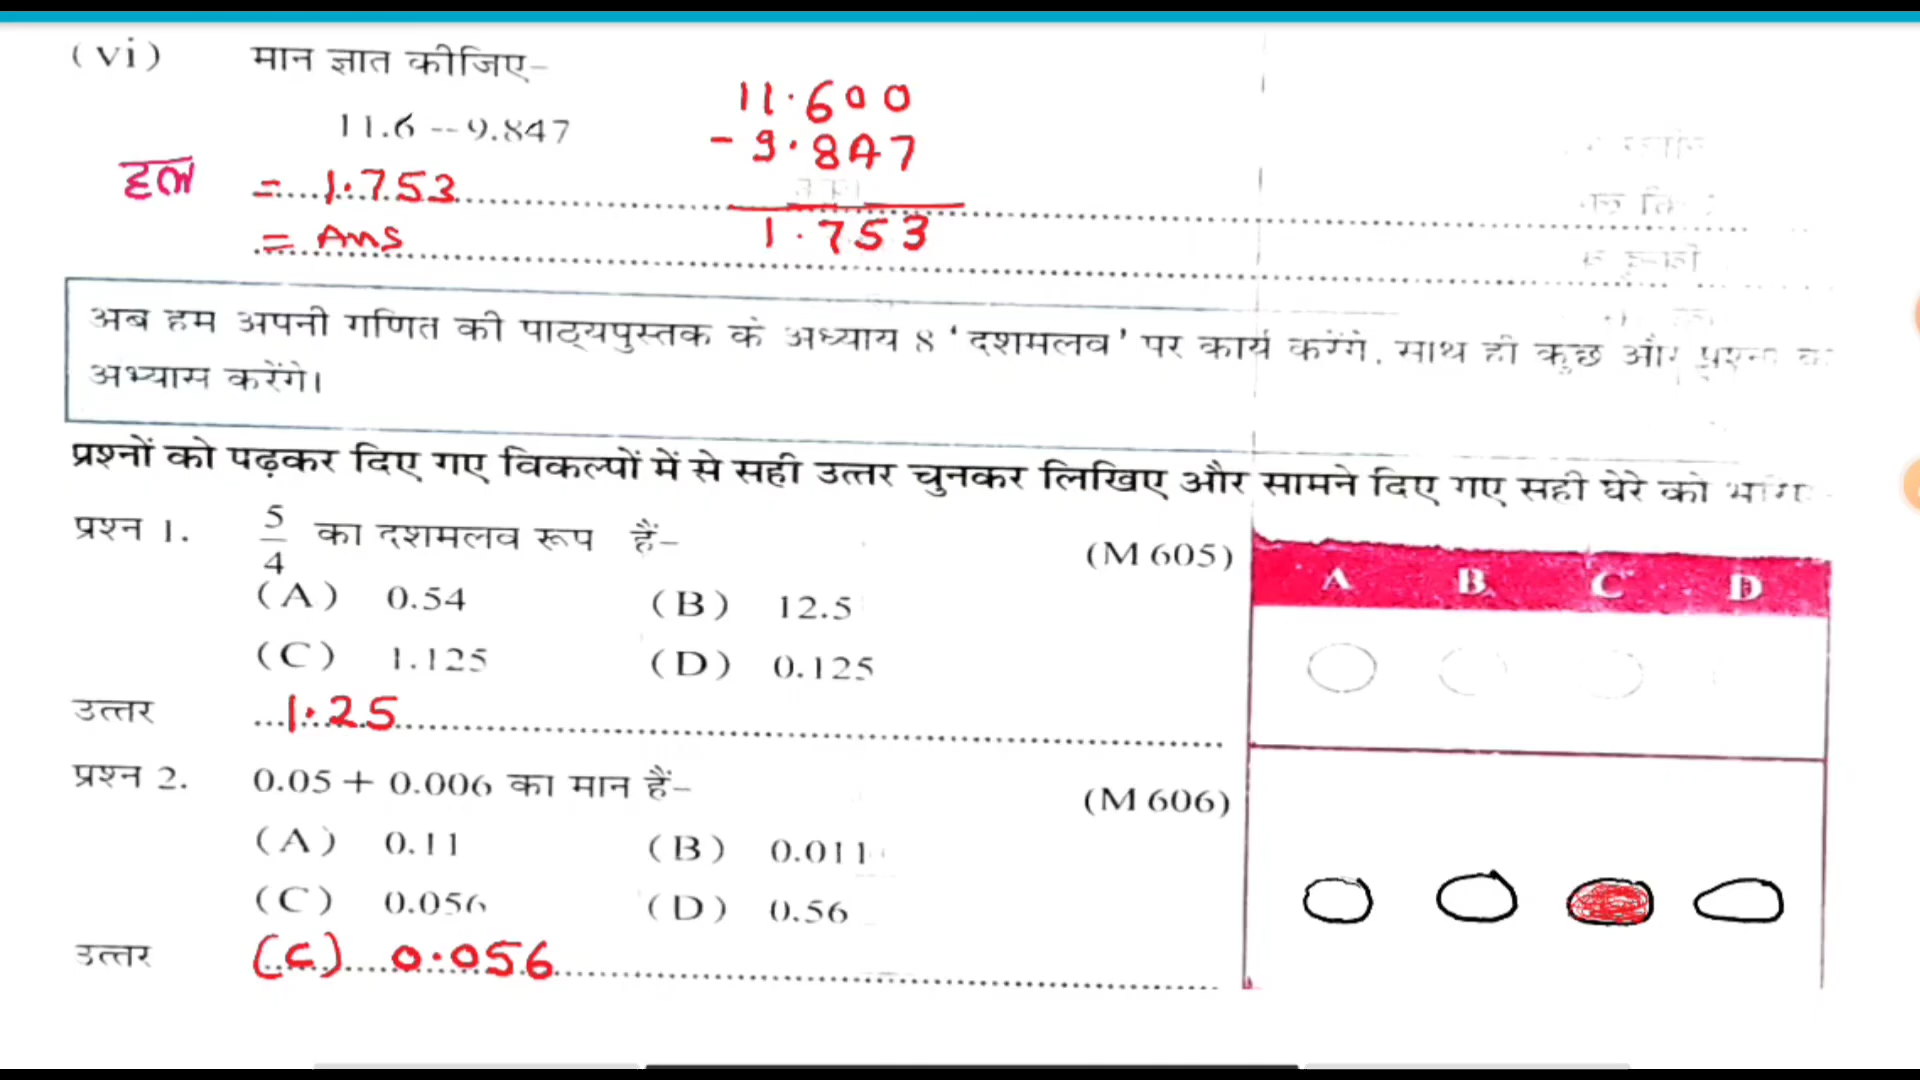 (vi) मान ज्ञात कीजिए-
11.6 -- 9.847
11.600
- 9.847
1.753
हल = 1.753
= Ans
अब हम अपनी गणित की पाठ्यपुस्तक के अध्याय 8 ‘दशमलव’ पर कार्य करेंगे, साथ ही कुछ और प्रश्नों का
अभ्यास करेंगे।
प्रश्नों को पढ़कर दिए गए विकल्पों में से सही उत्तर चुनकर लिखिए और सामने दिए गए सही घेरे को
प्रश्न 1. 5/4 का दशमलव रूप हैं- (M 605)
A B C D
(A) 0.54 (B) 12.5
(C) 1.125 (D) 0.125
उत्तर 1.25
प्रश्न 2. 0.05 + 0.006 का मान हैं- (M 606)
(A) 0.11 (B) 0.011
(C) 0.056 (D) 0.56
उत्तर (C) 0.056